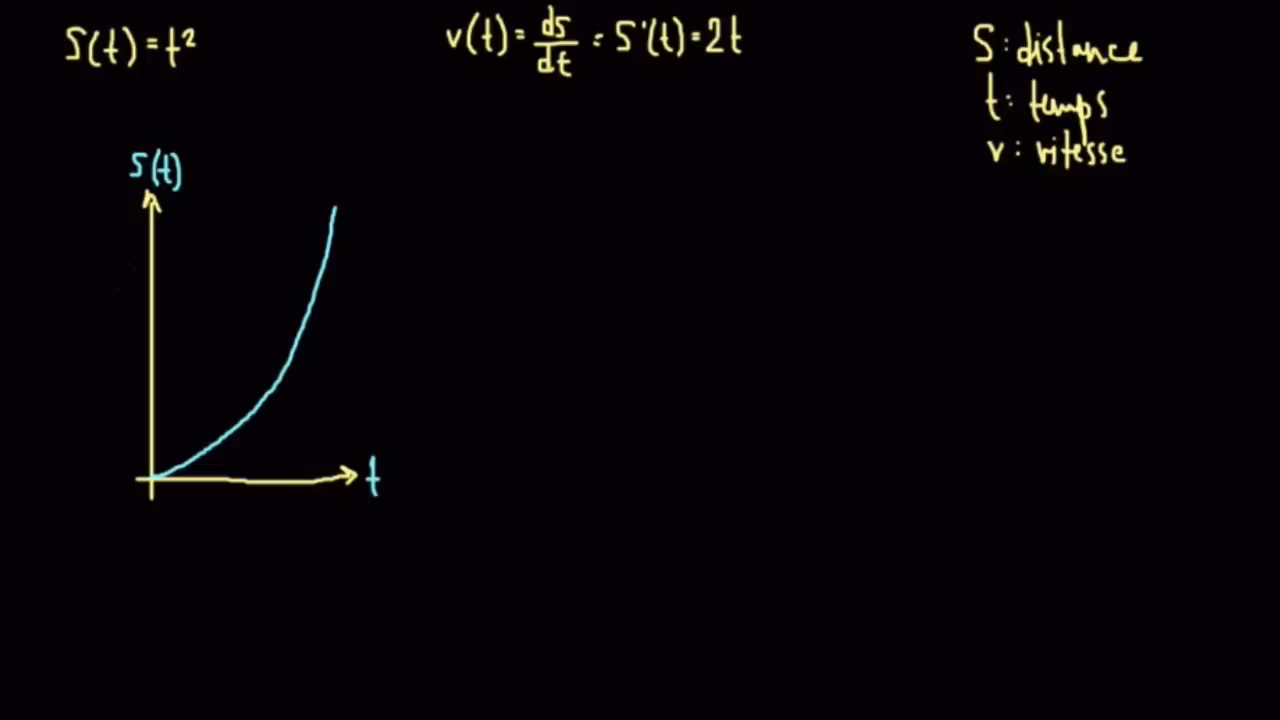 S(t) = t²
v(t) = ds/dt = S'(t) = 2t
S : distance
t : temps
v : vitesse
S(t)
t